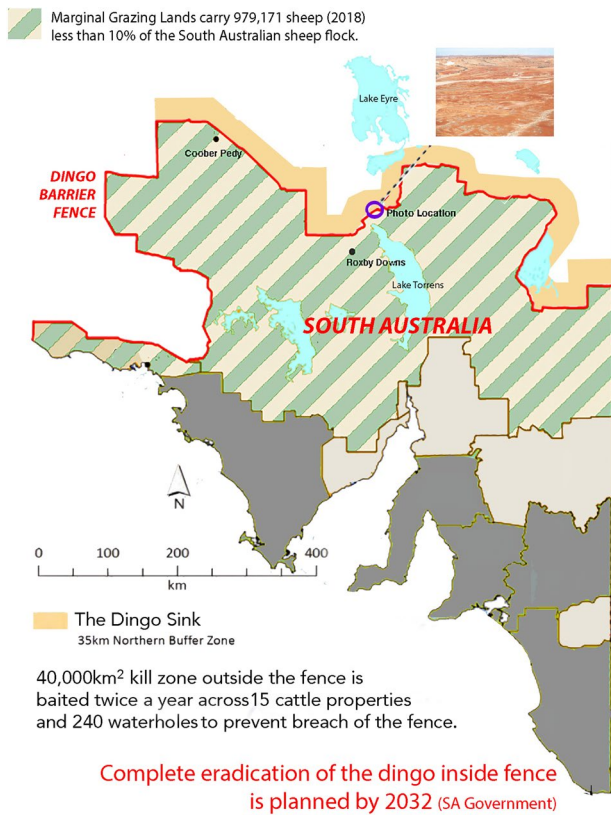 Marginal Grazing Lands carry 979,171 sheep (2018)
less than 10% of the South Australian sheep flock.
Lake Eyre
Coober Pedy
DINGO
BARRIER
FENCE
Photo Location
Roxby Downs
Lake Torrens
SOUTH AUSTRALIA
N
0 100 200 400
km
The Dingo Sink
35km Northern Buffer Zone
40,000km² kill zone outside the fence is
baited twice a year across15 cattle properties
and 240 waterholes to prevent breach of the fence.
Complete eradication of the dingo inside fence
is planned by 2032 (SA Government)